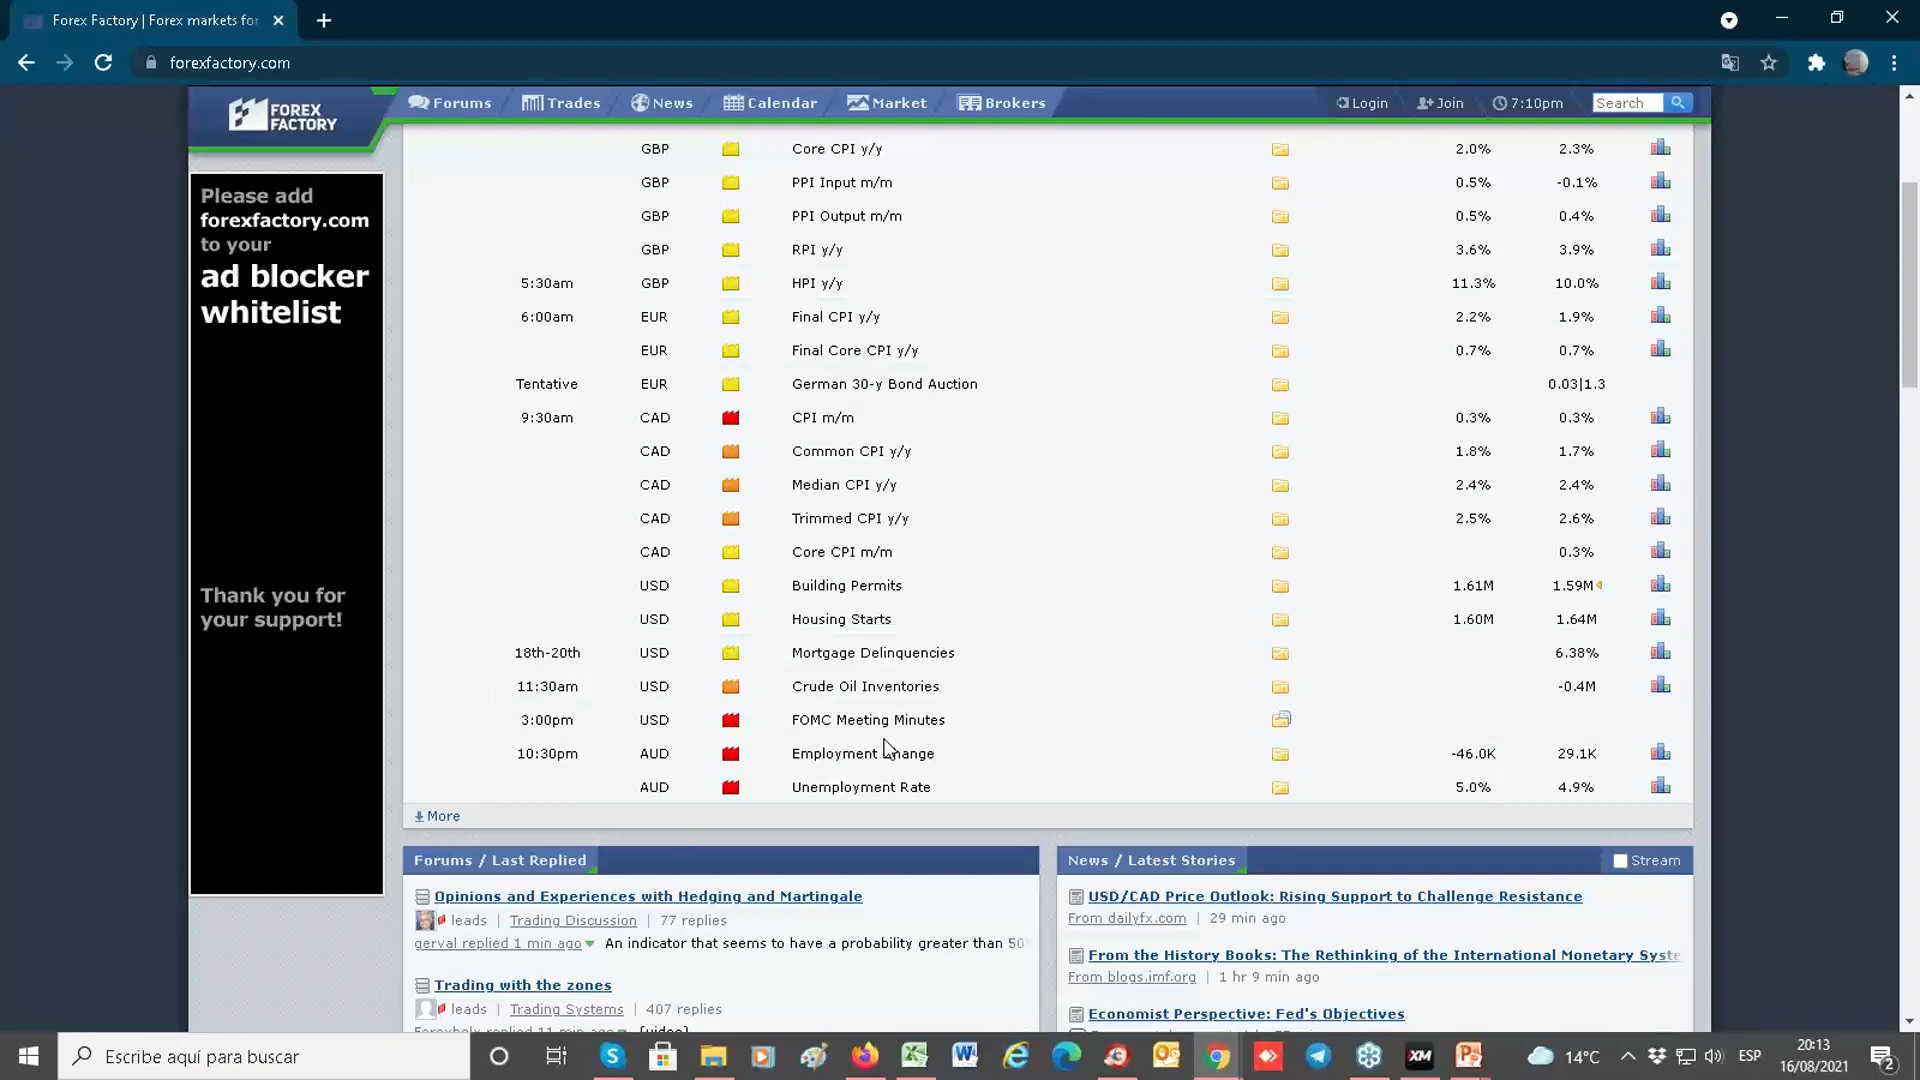 Forex Factory | Forex markets for
forexfactory.com
FOREX FACTORY
Forums Trades News Calendar Market Brokers Login Join 7:10pm Search
Please add
forexfactory.com
to your
ad blocker
whitelist
Thank you for
your support!
GBP Core CPI y/y 2.0% 2.3%
GBP PPI Input m/m 0.5% -0.1%
GBP PPI Output m/m 0.5% 0.4%
GBP RPI y/y 3.6% 3.9%
5:30am GBP HPI y/y 11.3% 10.0%
6:00am EUR Final CPI y/y 2.2% 1.9%
EUR Final Core CPI y/y 0.7% 0.7%
Tentative EUR German 30-y Bond Auction 0.03|1.3
9:30am CAD CPI m/m 0.3% 0.3%
CAD Common CPI y/y 1.8% 1.7%
CAD Median CPI y/y 2.4% 2.4%
CAD Trimmed CPI y/y 2.5% 2.6%
CAD Core CPI m/m 0.3%
USD Building Permits 1.61M 1.59M
USD Housing Starts 1.60M 1.64M
18th-20th USD Mortgage Delinquencies 6.38%
11:30am USD Crude Oil Inventories -0.4M
3:00pm USD FOMC Meeting Minutes
10:30pm AUD Employment Change -46.0K 29.1K
AUD Unemployment Rate 5.0% 4.9%
More
Forums / Last Replied
Opinions and Experiences with Hedging and Martingale
leads | Trading Discussion | 77 replies
gerval replied 1 min ago An indicator that seems to have a probability greater than 50
Trading with the zones
leads | Trading Systems | 407 replies
News / Latest Stories Stream
USD/CAD Price Outlook: Rising Support to Challenge Resistance
From dailyfx.com | 29 min ago
From the History Books: The Rethinking of the International Monetary Syste
From blogs.imf.org | 1 hr 9 min ago
Economist Perspective: Fed's Objectives
Escribe aquí para buscar
XM
14°C ESP 20:13
16/08/2021
2